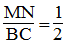 MN/BC = 1/2